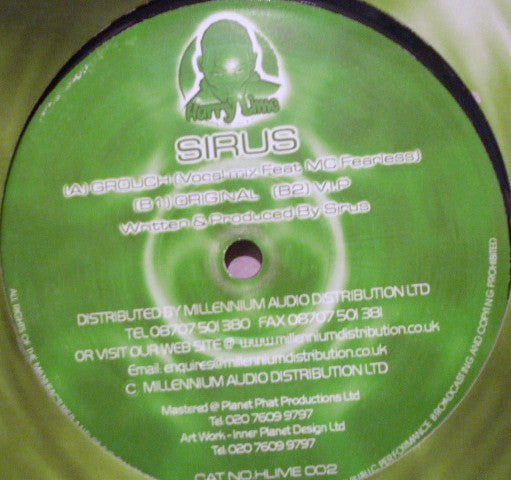 Harry Lime
SIRUS
(A) GROUCH (Vocal mix Feat. MC Fearless)
(B1) ORIGINAL (B2) V.I.P
Written & Produced By Sirus
DISTRIBUTED BY MILLENNIUM AUDIO DISTRIBUTION LTD
TEL 08707 501 380 FAX 08707 501 381
OR VISIT OUR WEB SITE @ www.millenniumdistribution.co.uk
Email: enquires@millenniumdistribution.co.uk
C MILLENNIUM AUDIO DISTRIBUTION LTD
Mastered @ Planet Phat Productions Ltd
Tel 020 7609 9797
Art Work - Inner Planet Design Ltd
Tel 020 7609 9797
CAT NO.HLIME 002
ALL RIGHTS OF THE MANUFACTURER
PUBLIC PERFORMANCE BROADCASTING AND COPYING PROHIBITED